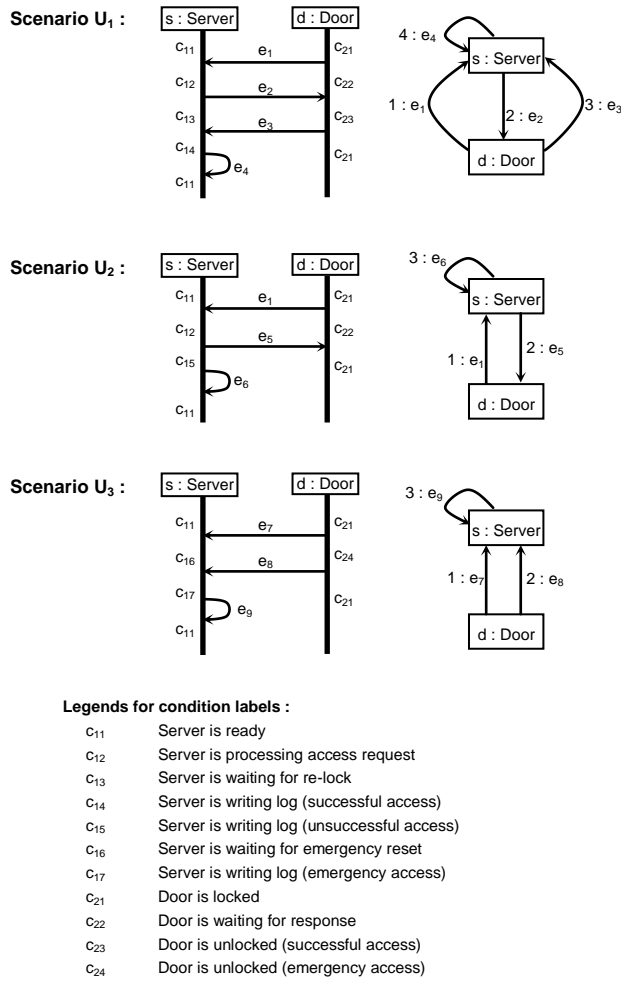 Scenario U₁ :
s : Server
d : Door
c₁₁
e₁
c₂₁
c₁₂
e₂
c₂₂
c₁₃
e₃
c₂₃
c₁₄
e₄
c₂₁
c₁₁
4 : e₄
s : Server
1 : e₁
2 : e₂
3 : e₃
d : Door
Scenario U₂ :
s : Server
d : Door
c₁₁
e₁
c₂₁
c₁₂
e₅
c₂₂
c₁₅
e₆
c₂₁
c₁₁
3 : e₆
s : Server
1 : e₁
2 : e₅
d : Door
Scenario U₃ :
s : Server
d : Door
c₁₁
e₇
c₂₁
c₁₆
e₈
c₂₄
c₁₇
e₉
c₂₁
c₁₁
3 : e₉
s : Server
1 : e₇
2 : e₈
d : Door
Legends for condition labels :
c₁₁ Server is ready
c₁₂ Server is processing access request
c₁₃ Server is waiting for re-lock
c₁₄ Server is writing log (successful access)
c₁₅ Server is writing log (unsuccessful access)
c₁₆ Server is waiting for emergency reset
c₁₇ Server is writing log (emergency access)
c₂₁ Door is locked
c₂₂ Door is waiting for response
c₂₃ Door is unlocked (successful access)
c₂₄ Door is unlocked (emergency access)